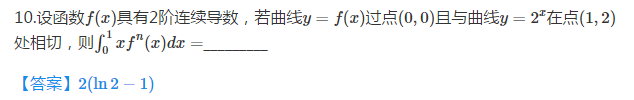 10.设函数f(x)具有2阶连续导数，若曲线y = f(x)过点(0, 0)且与曲线y = 2^x在点(1, 2)
处相切，则∫_0^1 xf^n(x)dx =________
【答案】2(ln 2 − 1)